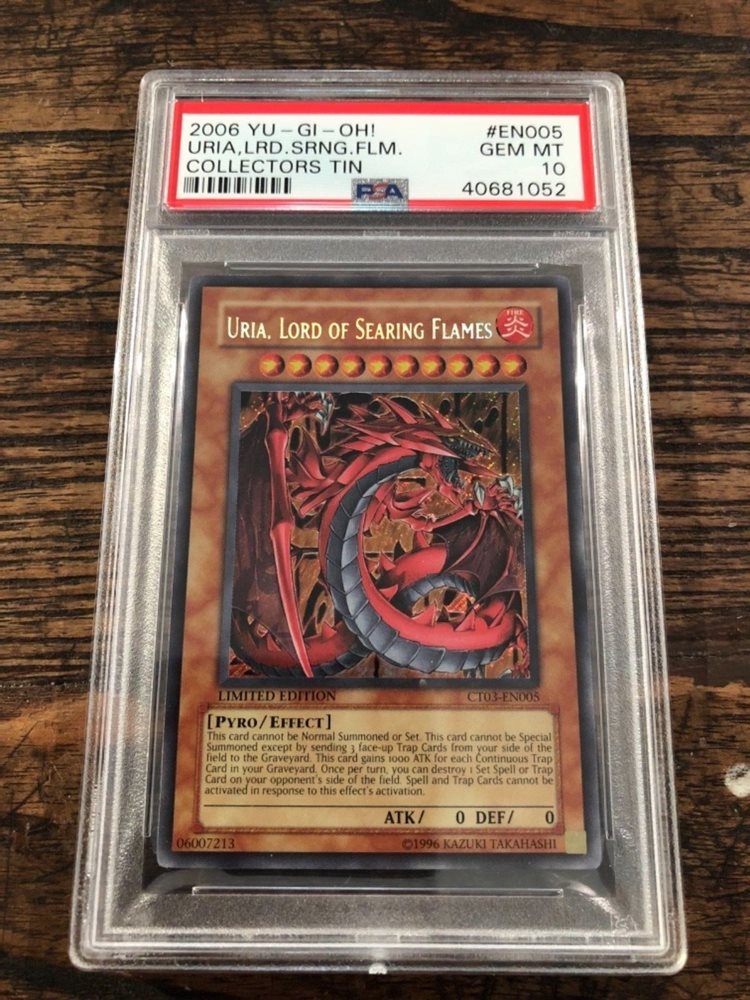 2006 YU-GI-OH! #EN005
URIA,LRD.SRNG.FLM. GEM MT
COLLECTORS TIN 10
PSA 40681052
URIA, LORD OF SEARING FLAMES
FIRE
炎
LIMITED EDITION CT03-EN005
[PYRO/EFFECT]
This card cannot be Normal Summoned or Set. This card cannot be Special
Summoned except by sending 3 face-up Trap Cards from your side of the
field to the Graveyard. This card gains 1000 ATK for each Continuous Trap
Card in your Graveyard. Once per turn, you can destroy 1 Set Spell or Trap
Card on your opponent's side of the field. Spell and Trap Cards cannot be
activated in response to this effect's activation.
ATK/ 0 DEF/ 0
06007213 ©1996 KAZUKI TAKAHASHI